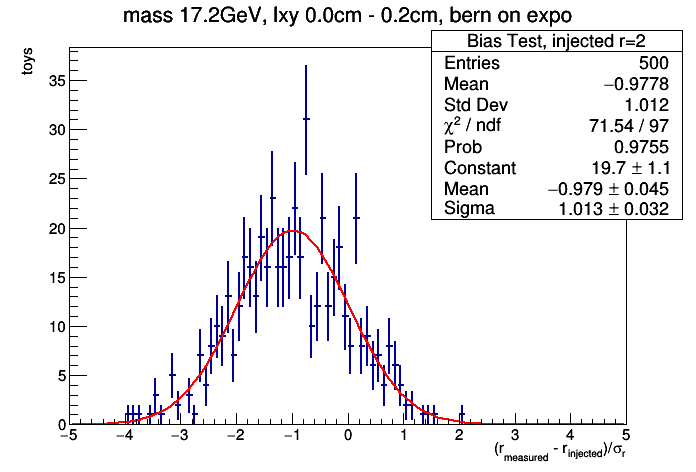 mass 17.2GeV, lxy 0.0cm - 0.2cm, bern on expo
Bias Test, injected r=2
Entries 500
Mean −0.9778
Std Dev 1.012
χ² / ndf 71.54 / 97
Prob 0.9755
Constant 19.7 ± 1.1
Mean −0.979 ± 0.045
Sigma 1.013 ± 0.032
toys
35
30
25
20
15
10
5
0
−5 −4 −3 −2 −1 0 1 2 3 4 5
(r_measured - r_injected)/σ_r